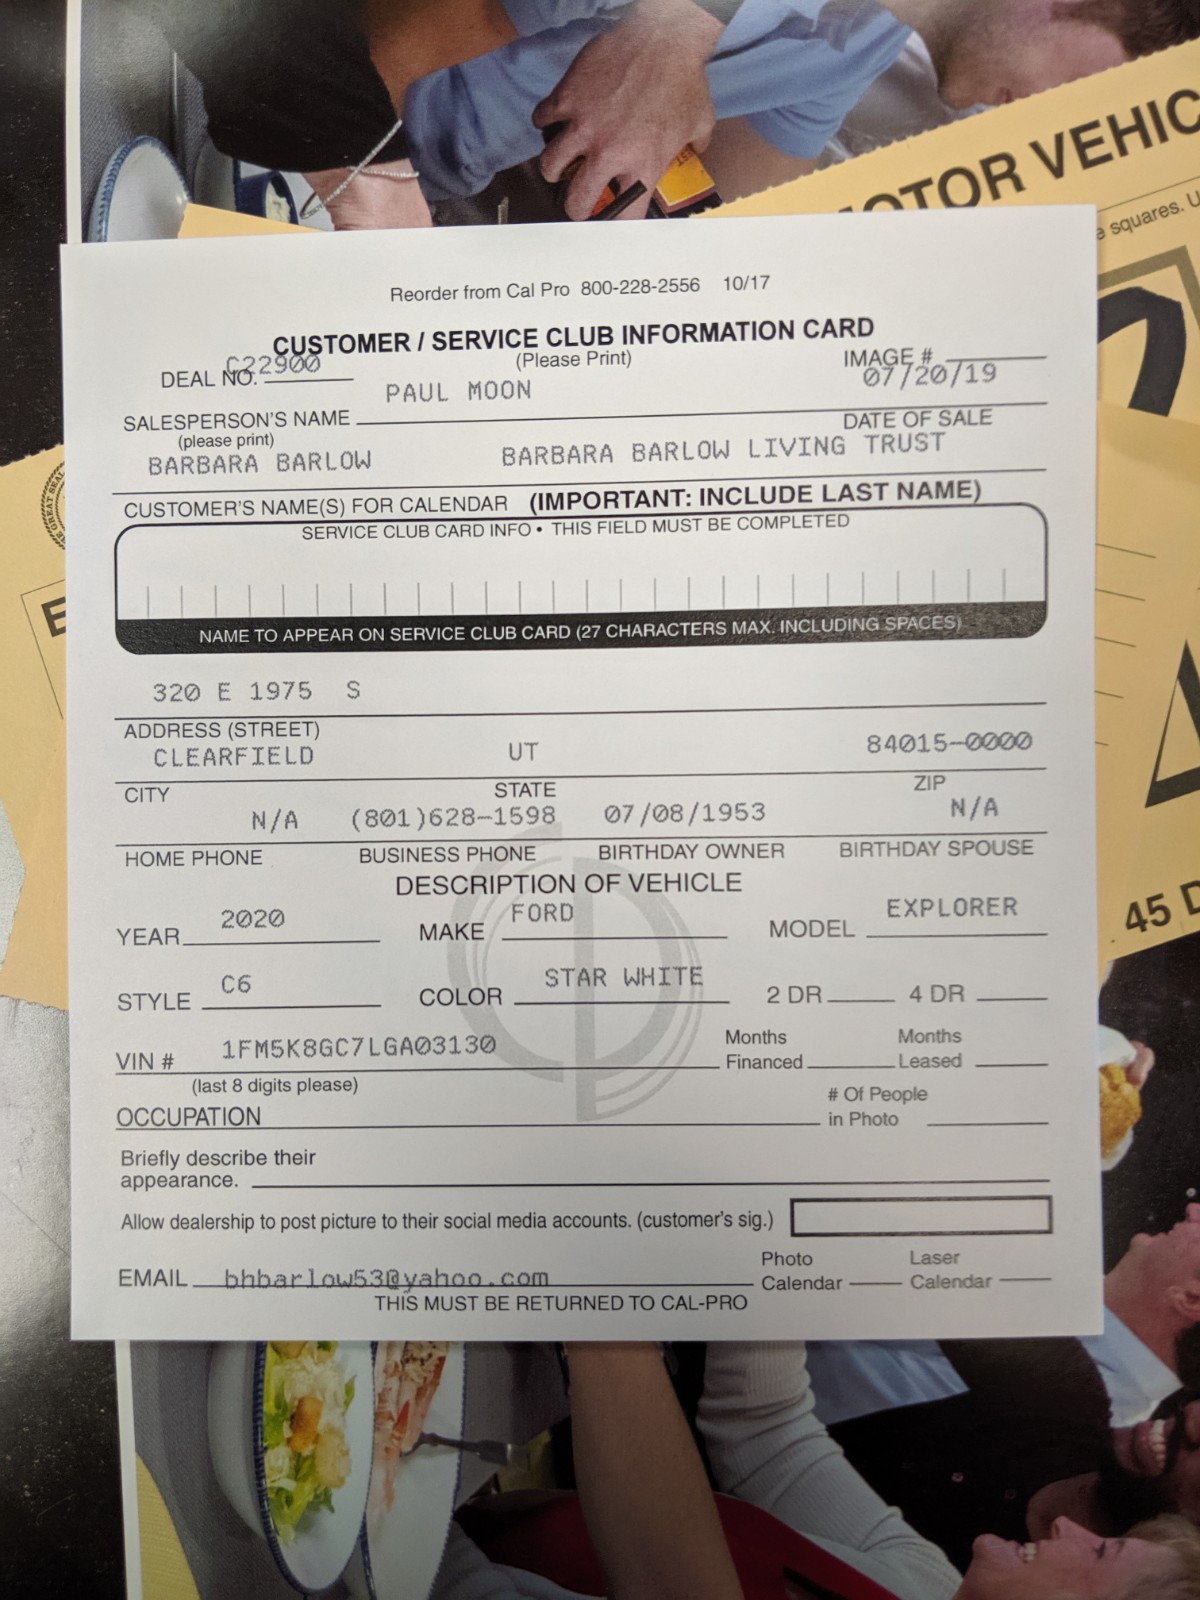 MOTOR VEHIC
e squares. U
Reorder from Cal Pro 800-228-2556 10/17
CUSTOMER / SERVICE CLUB INFORMATION CARD
(Please Print)
DEAL NO. C22900
IMAGE #
PAUL MOON
07/20/19
SALESPERSON'S NAME
DATE OF SALE
(please print)
BARBARA BARLOW BARBARA BARLOW LIVING TRUST
CUSTOMER'S NAME(S) FOR CALENDAR (IMPORTANT: INCLUDE LAST NAME)
SERVICE CLUB CARD INFO • THIS FIELD MUST BE COMPLETED
NAME TO APPEAR ON SERVICE CLUB CARD (27 CHARACTERS MAX. INCLUDING SPACES)
320 E 1975 S
ADDRESS (STREET)
CLEARFIELD UT 84015-0000
CITY STATE ZIP
N/A (801)628-1598 07/08/1953 N/A
HOME PHONE BUSINESS PHONE BIRTHDAY OWNER BIRTHDAY SPOUSE
DESCRIPTION OF VEHICLE
YEAR 2020 MAKE FORD MODEL EXPLORER
STYLE C6 COLOR STAR WHITE 2 DR 4 DR
VIN # 1FM5K8GC7LGA03130 Months Financed Months Leased
(last 8 digits please)
OCCUPATION # Of People in Photo
Briefly describe their
appearance.
Allow dealership to post picture to their social media accounts. (customer's sig.)
EMAIL bhbarlow53@yahoo.com Photo Calendar Laser Calendar
THIS MUST BE RETURNED TO CAL-PRO
45 D